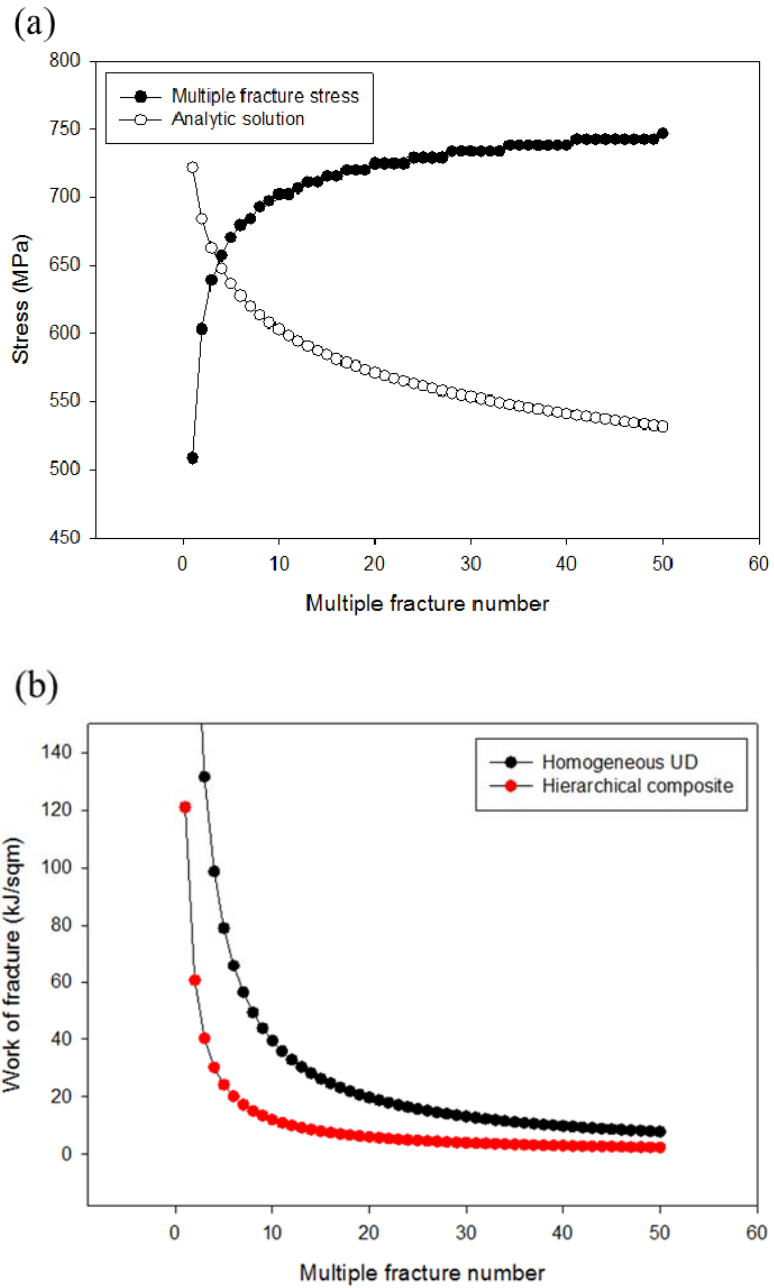 (a)
800
750
700
650
600
550
500
450
Stress (MPa)
Multiple fracture stress
Analytic solution
0 10 20 30 40 50 60
Multiple fracture number
(b)
140
120
100
80
60
40
20
0
Work of fracture (kJ/sqm)
Homogeneous UD
Hierarchical composite
0 10 20 30 40 50 60
Multiple fracture number